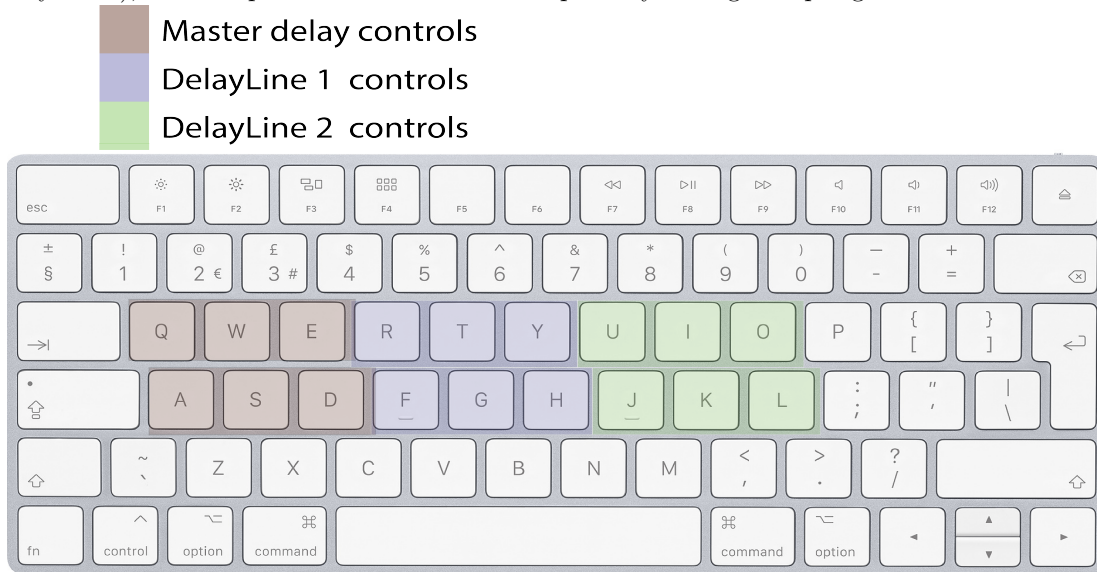 Master delay controls
DelayLine 1 controls
DelayLine 2 controls
esc F1 F2 F3 F4 F5 F6 F7 F8 F9 F10 F11 F12
± ! @ £ $ % ^ & * ( ) — +
§ 1 2 € 3 # 4 5 6 7 8 9 0 - =
Q W E R T Y U I O P { }
[ ]
A S D F G H J K L : " |
; ' \
~ < > ?
` Z X C V B N M , . /
fn control option command command option